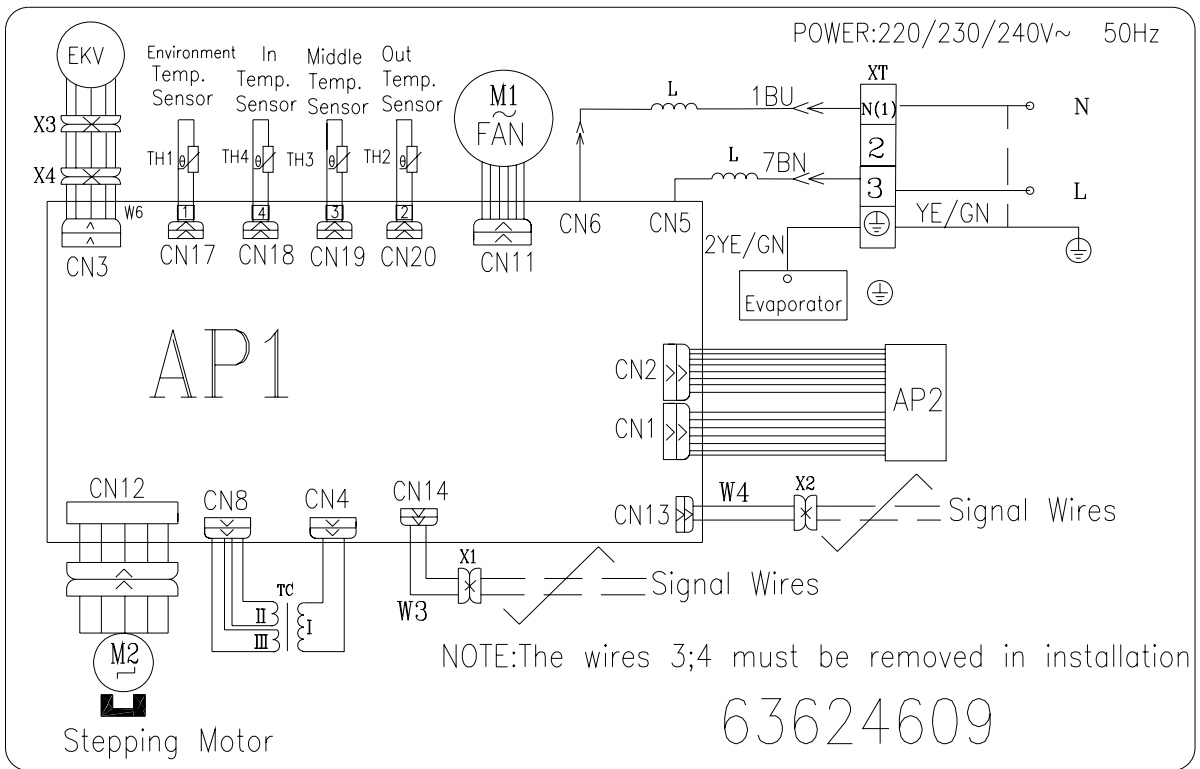 POWER:220/230/240V~ 50Hz
EKV
Environment
Temp.
Sensor
In
Temp.
Sensor
Middle
Temp.
Sensor
Out
Temp.
Sensor
M1
~
FAN
L
1BU
XT
N(1)
N
X3
TH1
θ
TH4
θ
TH3
θ
TH2
θ
2
L
7BN
3
L
X4
W6
1
4
3
2
CN6
CN5
YE/GN
CN3
CN17
CN18
CN19
CN20
CN11
2YE/GN
Evaporator
AP1
CN2
AP2
CN1
CN12
CN8
CN4
CN14
CN13
W4
X2
Signal Wires
X1
TC
II
III
I
W3
Signal Wires
M2
NOTE:The wires 3;4 must be removed in installation
Stepping Motor
63624609